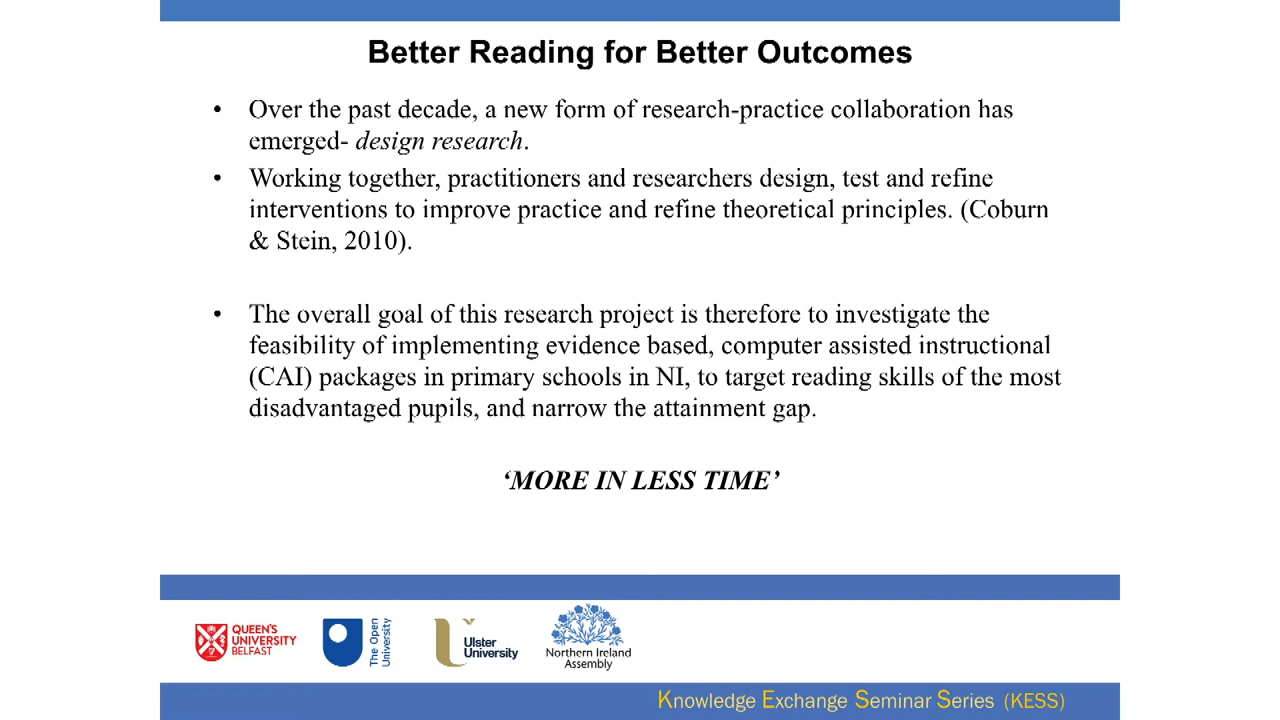 Better Reading for Better Outcomes
• Over the past decade, a new form of research-practice collaboration has
emerged- design research.
• Working together, practitioners and researchers design, test and refine
interventions to improve practice and refine theoretical principles. (Coburn
& Stein, 2010).
• The overall goal of this research project is therefore to investigate the
feasibility of implementing evidence based, computer assisted instructional
(CAI) packages in primary schools in NI, to target reading skills of the most
disadvantaged pupils, and narrow the attainment gap.
‘MORE IN LESS TIME’
QUEEN'S
UNIVERSITY
BELFAST
The Open
University
Ulster
University
Northern Ireland
Assembly
Knowledge Exchange Seminar Series (KESS)